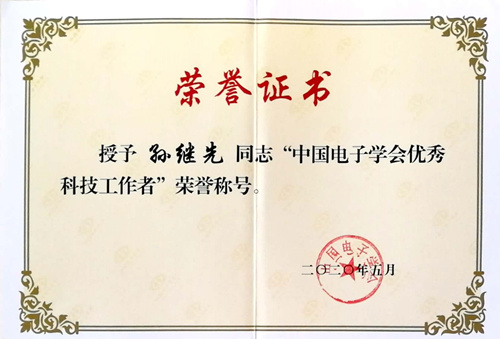 荣誉证书
授予 孙继先 同志“中国电子学会优秀
科技工作者”荣誉称号。
中国电子学会
二〇二〇年五月